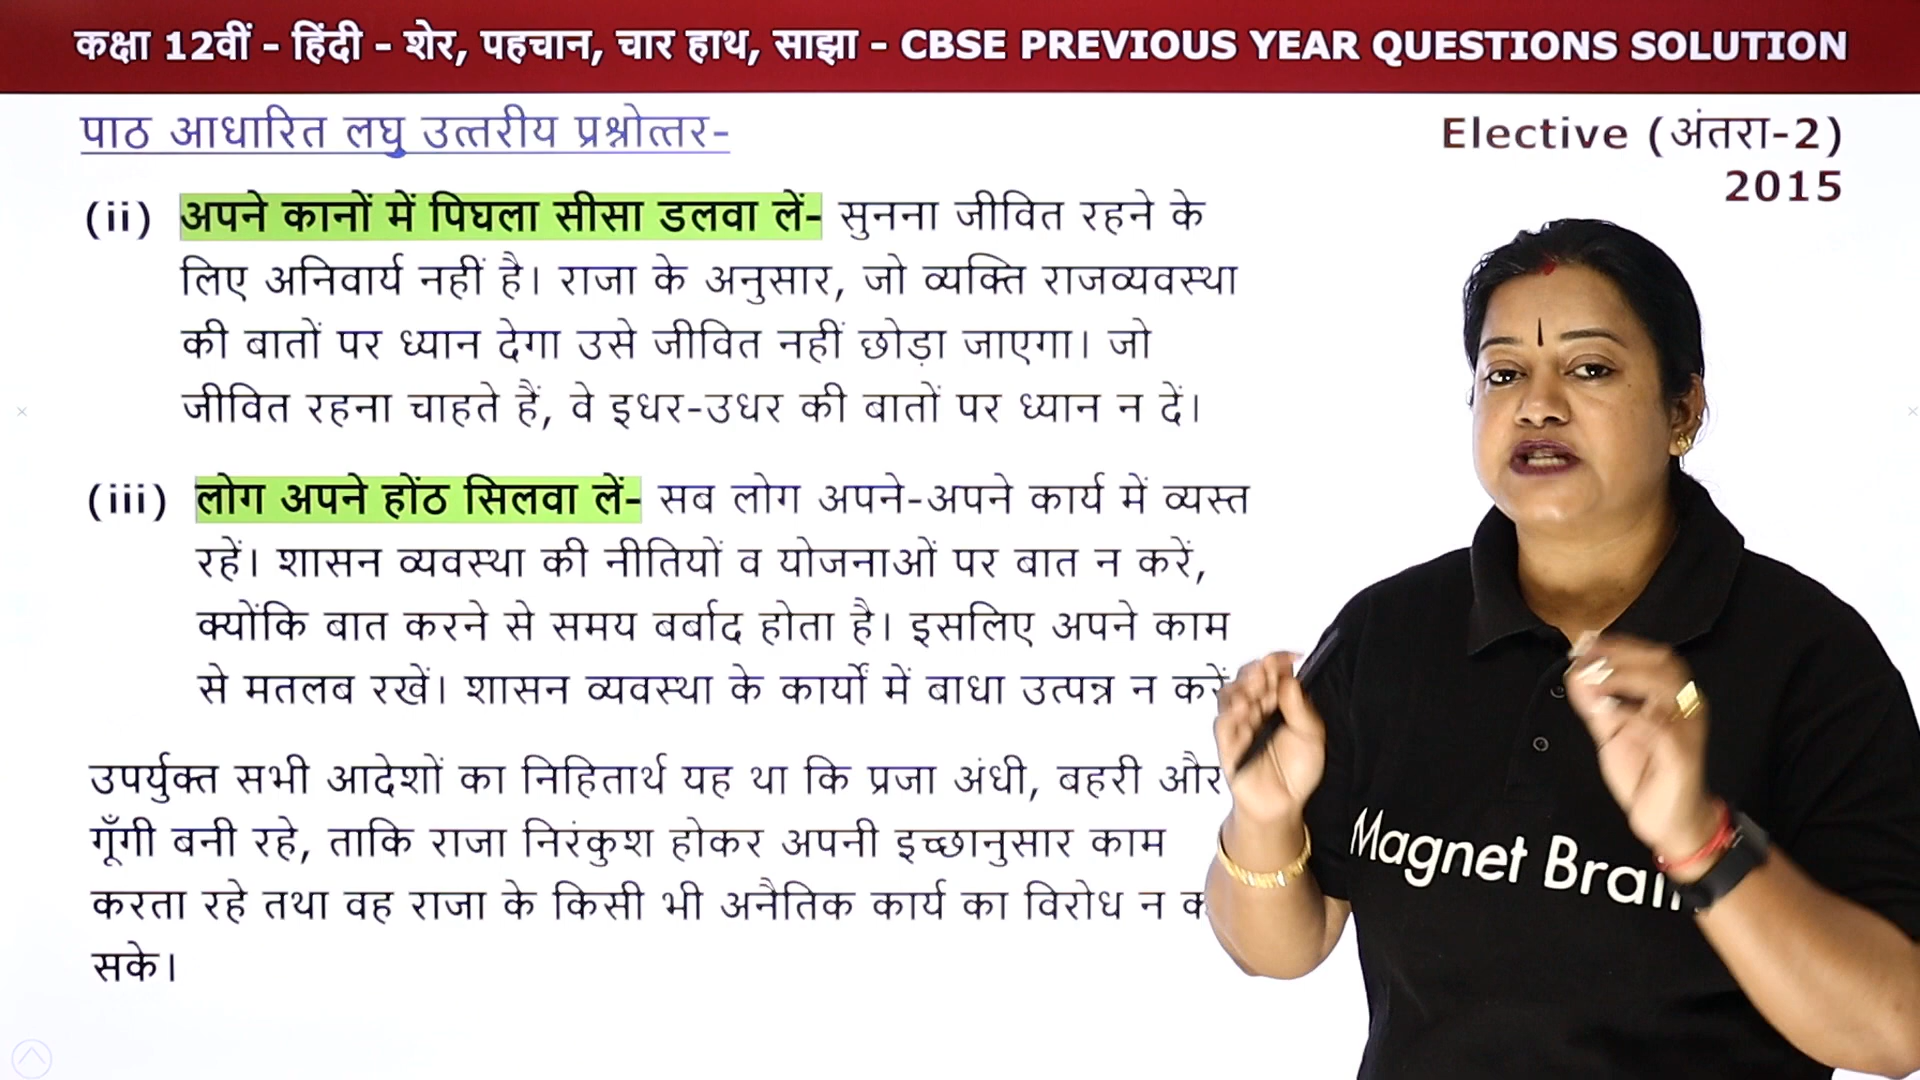 कक्षा 12वीं - हिंदी - शेर, पहचान, चार हाथ, साझा - CBSE PREVIOUS YEAR QUESTIONS SOLUTION
पाठ आधारित लघु उत्तरीय प्रश्नोत्तर-
Elective (अंतरा-2)
2015
(ii) अपने कानों में पिघला सीसा डलवा लें- सुनना जीवित रहने के
लिए अनिवार्य नहीं है। राजा के अनुसार, जो व्यक्ति राजव्यवस्था
की बातों पर ध्यान देगा उसे जीवित नहीं छोड़ा जाएगा। जो
जीवित रहना चाहते हैं, वे इधर-उधर की बातों पर ध्यान न दें।
(iii) लोग अपने होंठ सिलवा लें- सब लोग अपने-अपने कार्य में व्यस्त
रहें। शासन व्यवस्था की नीतियों व योजनाओं पर बात न करें,
क्योंकि बात करने से समय बर्बाद होता है। इसलिए अपने काम
से मतलब रखें। शासन व्यवस्था के कार्यों में बाधा उत्पन्न न करें
उपर्युक्त सभी आदेशों का निहितार्थ यह था कि प्रजा अंधी, बहरी और
गूँगी बनी रहे, ताकि राजा निरंकुश होकर अपनी इच्छानुसार काम
करता रहे तथा वह राजा के किसी भी अनैतिक कार्य का विरोध न
सके।
Magnet Brain